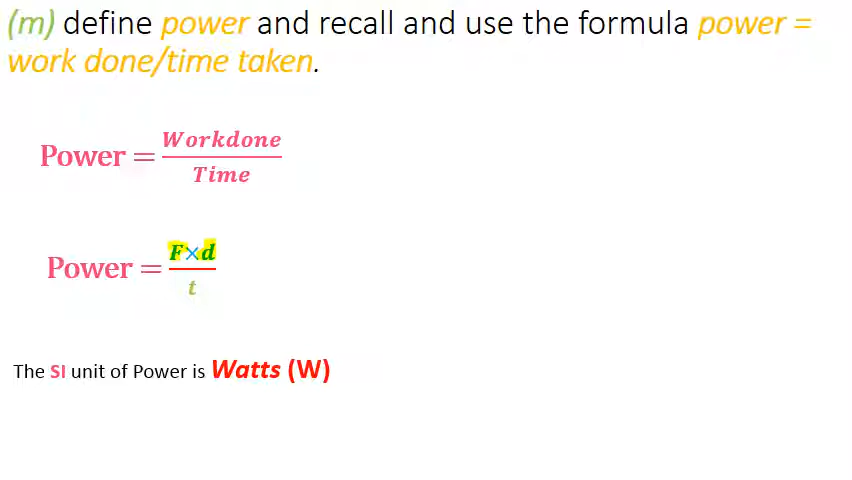 (m) define power and recall and use the formula power =
work done/time taken.
Power = Workdone
Time
Power = F×d
t
The SI unit of Power is Watts (W)